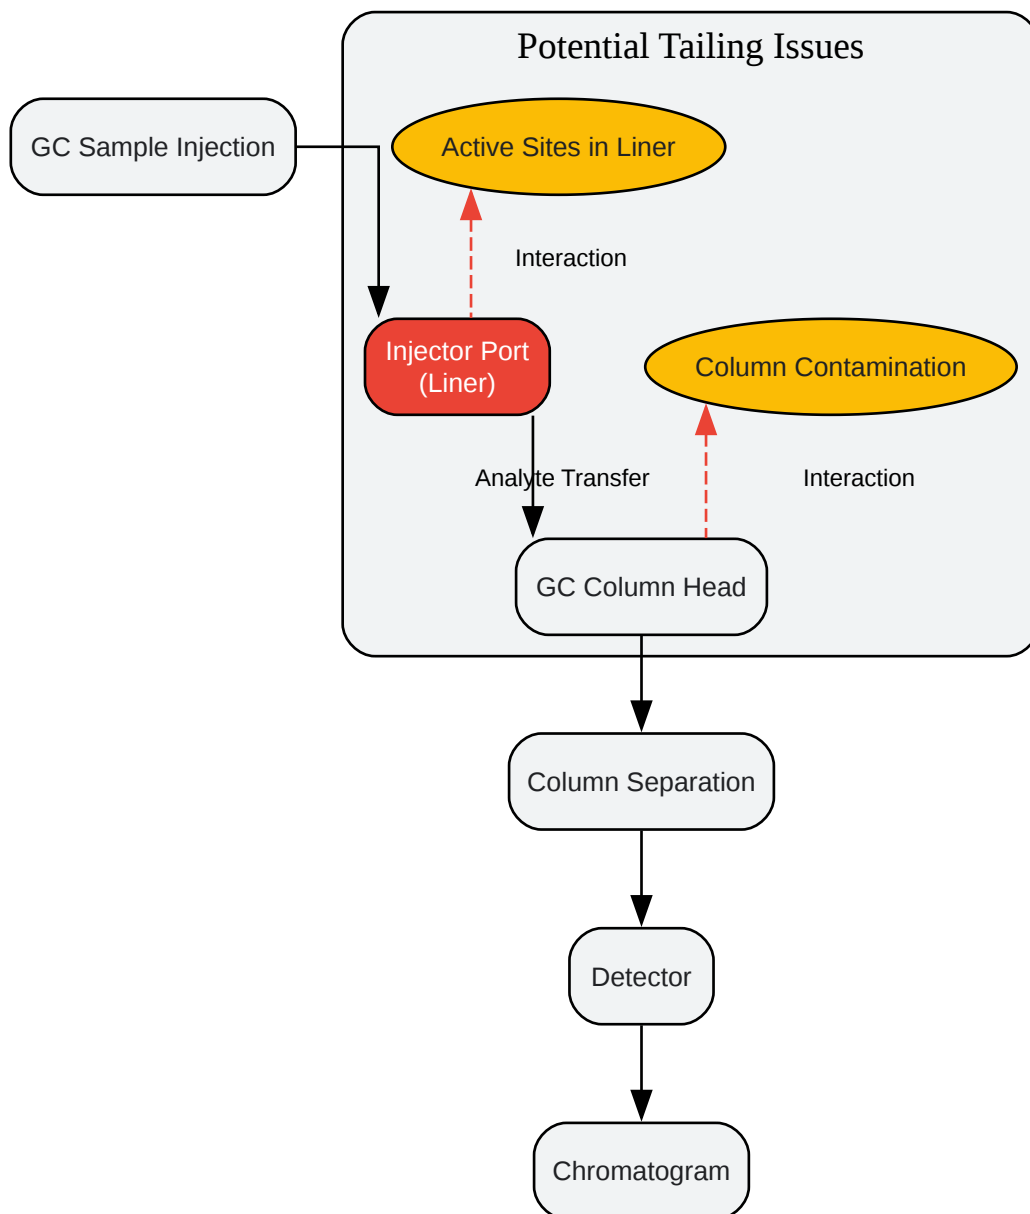 Potential Tailing Issues
GC Sample Injection
Active Sites in Liner
Interaction
Injector Port
(Liner)
Column Contamination
Analyte Transfer
Interaction
GC Column Head
Column Separation
Detector
Chromatogram